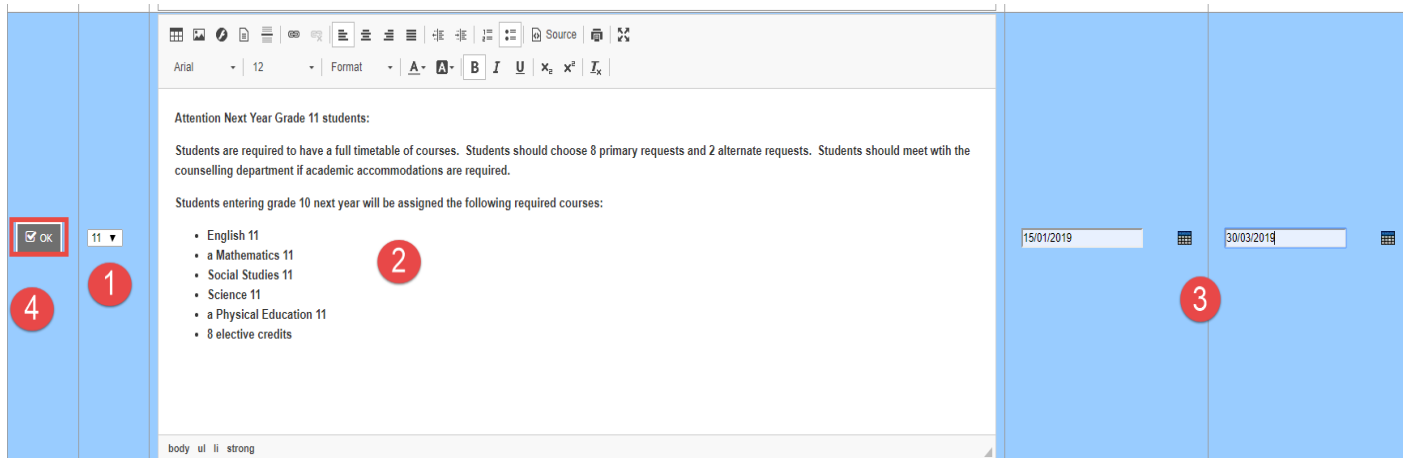 Source
Arial 12 Format A A B I U x₂ x² Ix
Attention Next Year Grade 11 students:
Students are required to have a full timetable of courses. Students should choose 8 primary requests and 2 alternate requests. Students should meet wtih the
counselling department if academic accommodations are required.
Students entering grade 10 next year will be assigned the following required courses:
OK 11 • English 11 15/01/2019 30/03/2019
• a Mathematics 11 2
• Social Studies 11
1 • Science 11
4 • a Physical Education 11 3
• 8 elective credits
body ul li strong